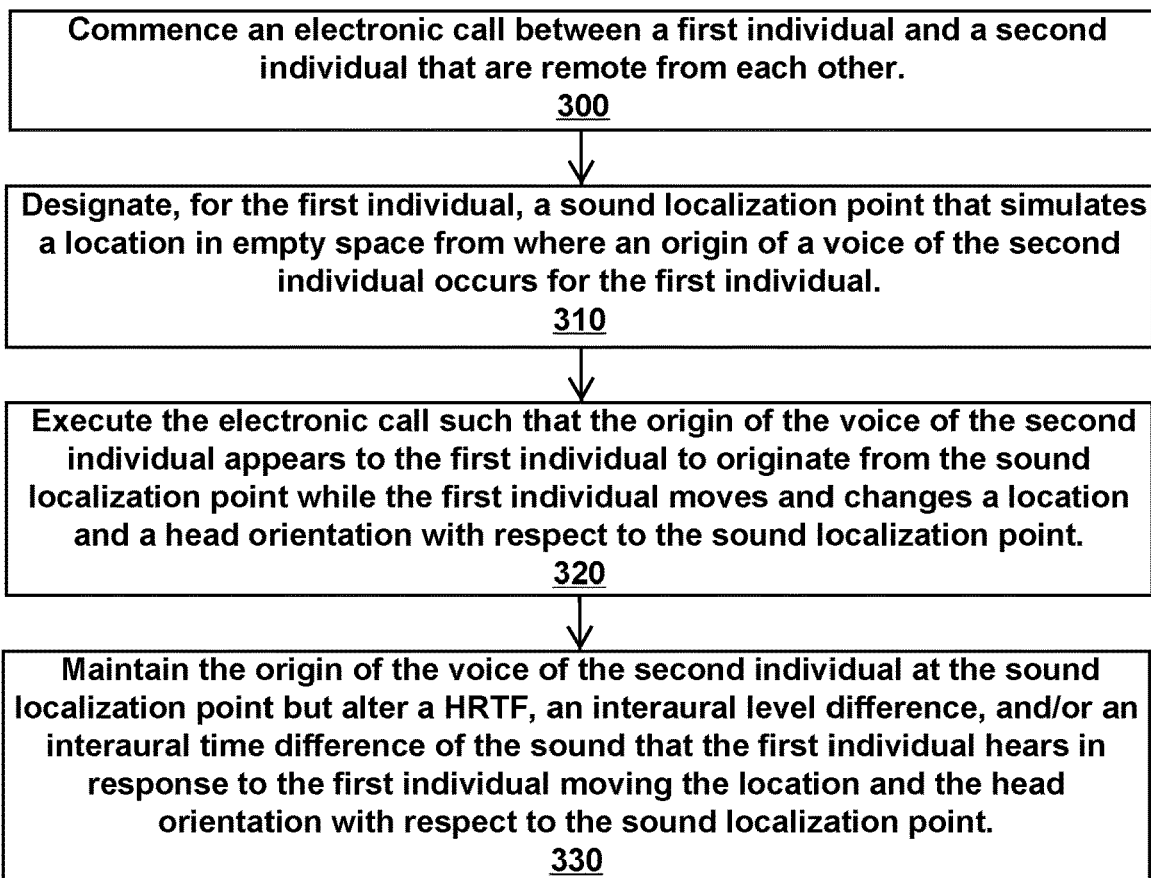 Commence an electronic call between a first individual and a second
individual that are remote from each other.
300
Designate, for the first individual, a sound localization point that simulates
a location in empty space from where an origin of a voice of the second
individual occurs for the first individual.
310
Execute the electronic call such that the origin of the voice of the second
individual appears to the first individual to originate from the sound
localization point while the first individual moves and changes a location
and a head orientation with respect to the sound localization point.
320
Maintain the origin of the voice of the second individual at the sound
localization point but alter a HRTF, an interaural level difference, and/or an
interaural time difference of the sound that the first individual hears in
response to the first individual moving the location and the head
orientation with respect to the sound localization point.
330